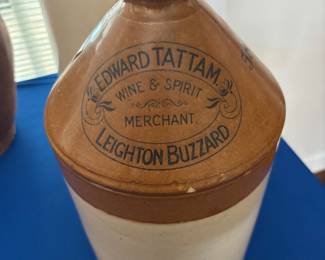 EDWARD TATTAM
WINE & SPIRIT
MERCHANT
LEIGHTON BUZZARD